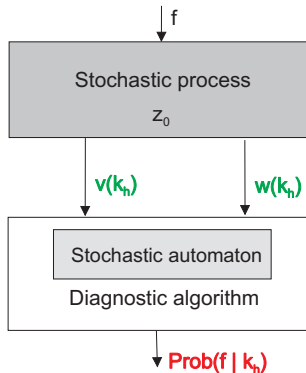 f
Stochastic process
z₀
v(kₕ) w(kₕ)
Stochastic automaton
Diagnostic algorithm
Prob(f | kₕ)